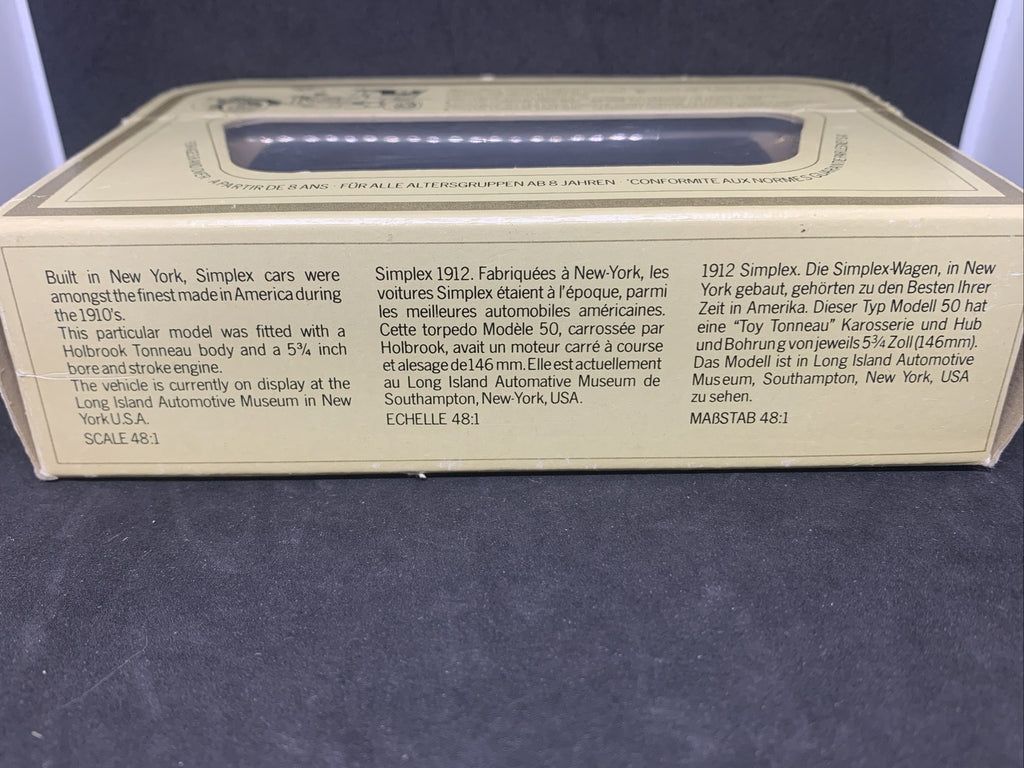 A PARTIR DE 8 ANS · FÜR ALLE ALTERSGRUPPEN AB 8 JAHREN · *CONFORMITE AUX NORMES
Built in New York, Simplex cars were
amongst the finest made in America during
the 1910's.
This particular model was fitted with a
Holbrook Tonneau body and a 5¾ inch
bore and stroke engine.
The vehicle is currently on display at the
Long Island Automotive Museum in New
York U.S.A.
SCALE 48:1
Simplex 1912. Fabriquées à New-York, les
voitures Simplex étaient à l'époque, parmi
les meilleures automobiles américaines.
Cette torpedo Modèle 50, carrossée par
Holbrook, avait un moteur carré à course
et alesage de 146 mm. Elle est actuellement
au Long Island Automative Museum de
Southampton, New-York, USA.
ECHELLE 48:1
1912 Simplex. Die Simplex-Wagen, in New
York gebaut, gehörten zu den Besten Ihrer
Zeit in Amerika. Dieser Typ Modell 50 hat
eine "Toy Tonneau" Karosserie und Hub
und Bohrung von jeweils 5¾ Zoll (146mm).
Das Modell ist in Long Island Automotive
Museum, Southampton, New York, USA
zu sehen.
MAßSTAB 48:1